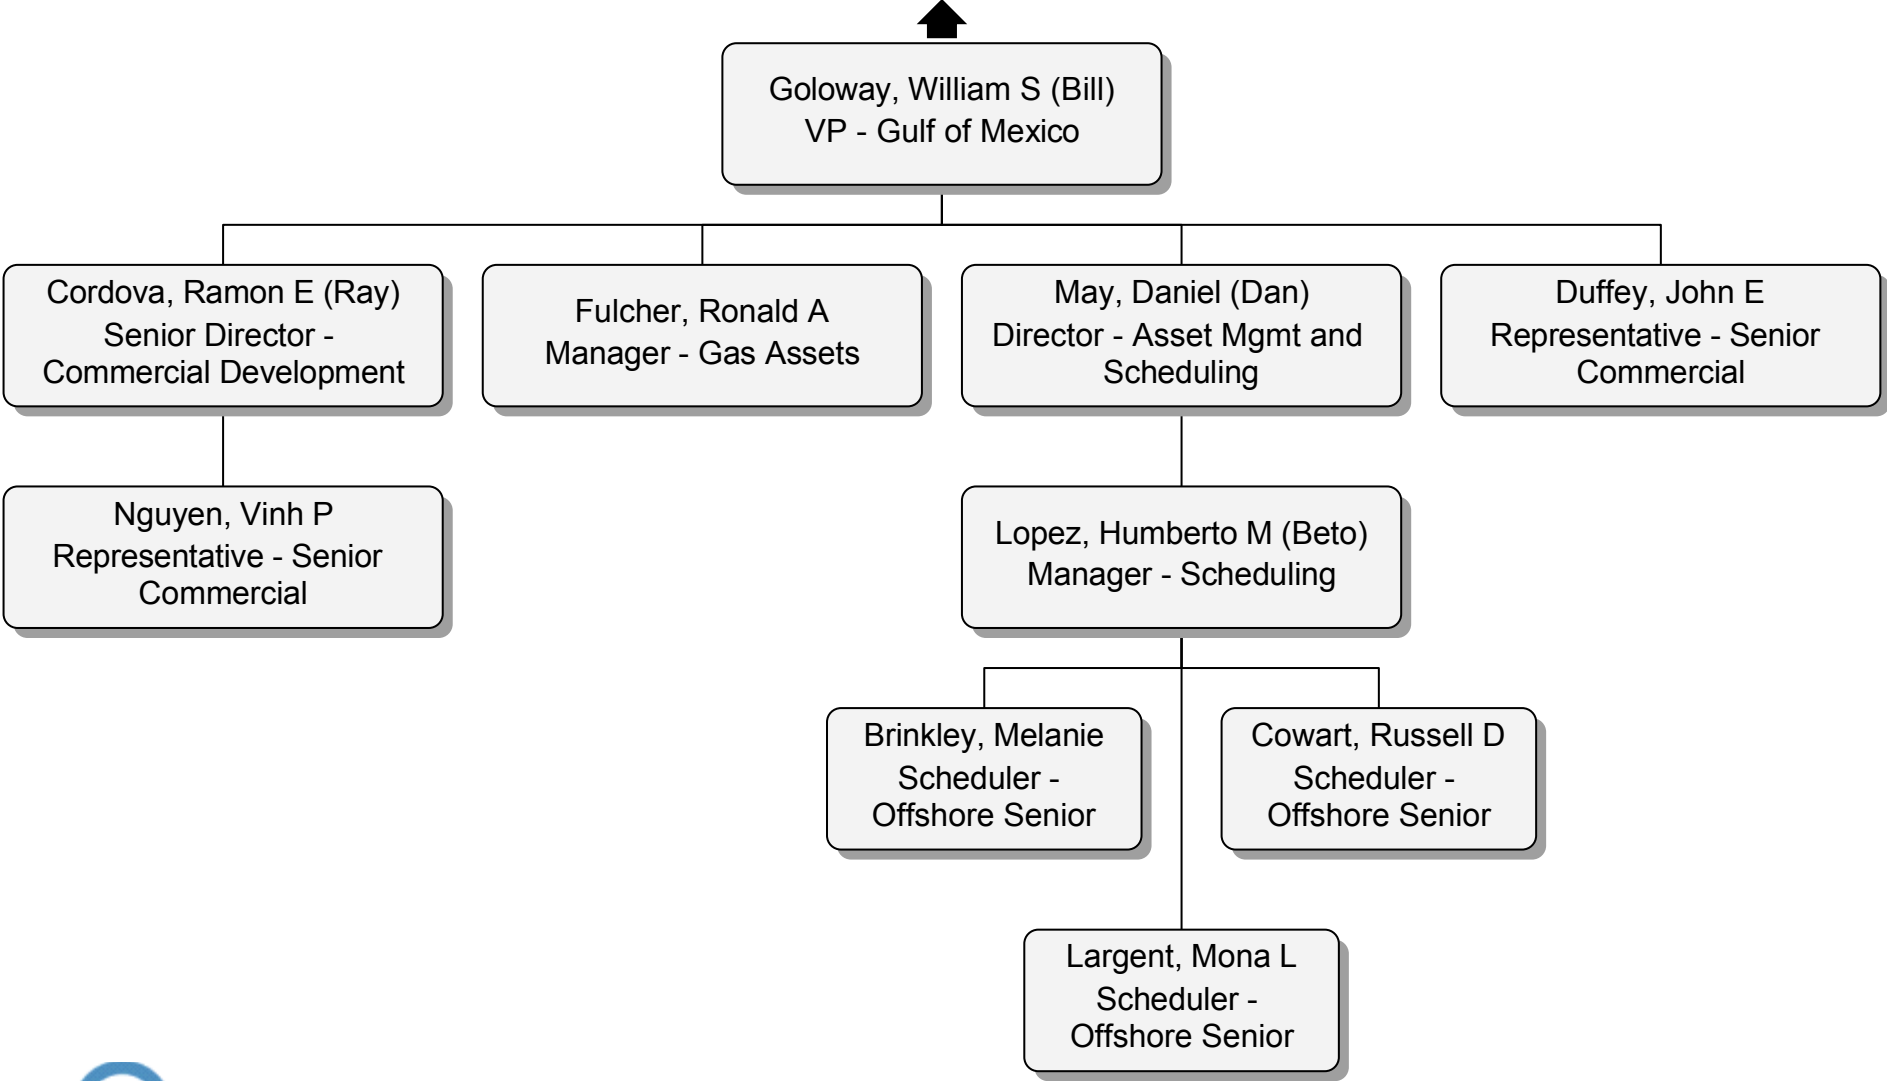 Goloway, William S (Bill)
VP - Gulf of Mexico
Cordova, Ramon E (Ray)
Senior Director -
Commercial Development
Fulcher, Ronald A
Manager - Gas Assets
May, Daniel (Dan)
Director - Asset Mgmt and
Scheduling
Duffey, John E
Representative - Senior
Commercial
Nguyen, Vinh P
Representative - Senior
Commercial
Lopez, Humberto M (Beto)
Manager - Scheduling
Brinkley, Melanie
Scheduler -
Offshore Senior
Cowart, Russell D
Scheduler -
Offshore Senior
Largent, Mona L
Scheduler -
Offshore Senior